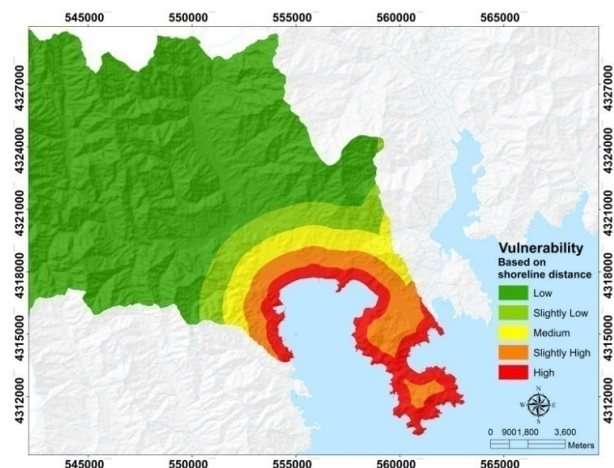 545000 550000 555000 560000 565000
4327000 4327000
4324000 4324000
4321000 4321000
4318000 4318000
4315000 4315000
4312000 4312000
Vulnerability
Based on
shoreline distance
Low
Slightly Low
Medium
Slightly High
High
N
W E
S
0 900 1,800 3,600
Meters
545000 550000 555000 560000 565000